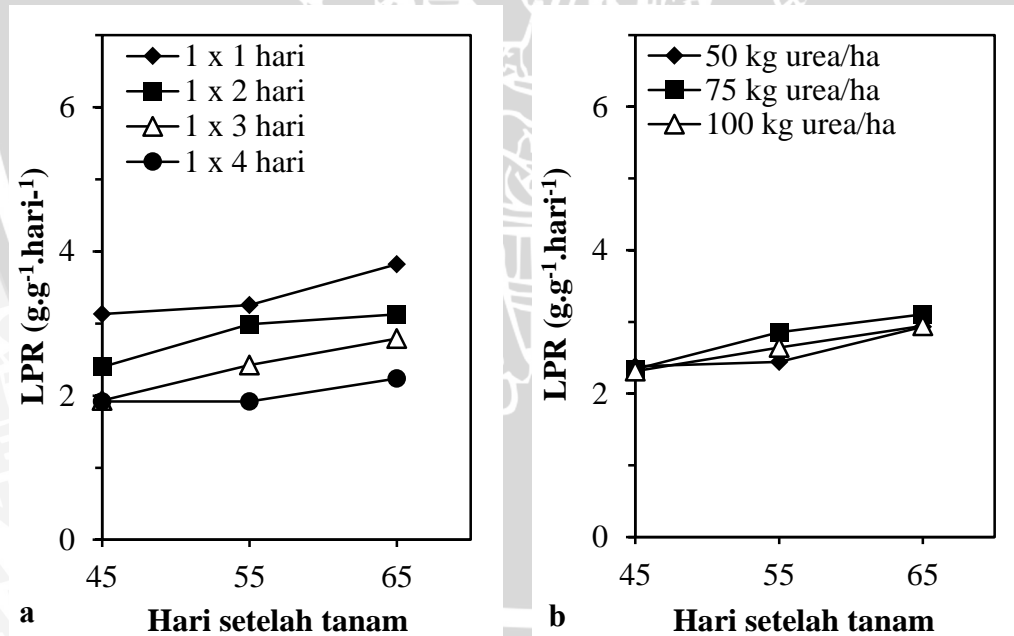 1 x 1 hari
1 x 2 hari
1 x 3 hari
1 x 4 hari
6
4
2
0
LPR (g.g⁻¹.hari-¹)
45 55 65
a
Hari setelah tanam
50 kg urea/ha
75 kg urea/ha
100 kg urea/ha
6
4
2
0
LPR (g.g⁻¹.hari⁻¹)
45 55 65
b
Hari setelah tanam